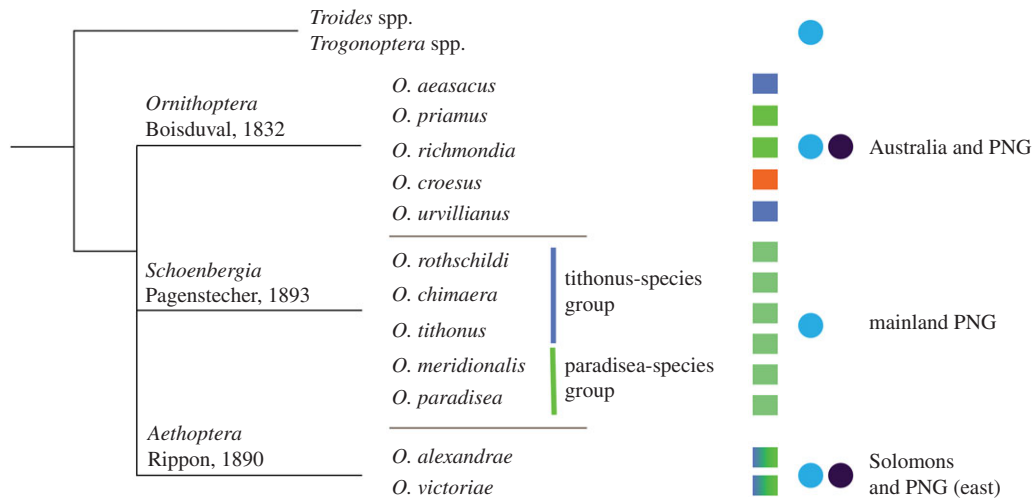 Troides spp.
Trogonoptera spp.
Ornithoptera
Boisduval, 1832
O. aeasacus
O. priamus
O. richmondia
O. croesus
O. urvillianus
Australia and PNG
Schoenbergia
Pagenstecher, 1893
O. rothschildi
O. chimaera
O. tithonus
tithonus-species
group
O. meridionalis
O. paradisea
paradisea-species
group
mainland PNG
Aethoptera
Rippon, 1890
O. alexandrae
O. victoriae
Solomons
and PNG (east)